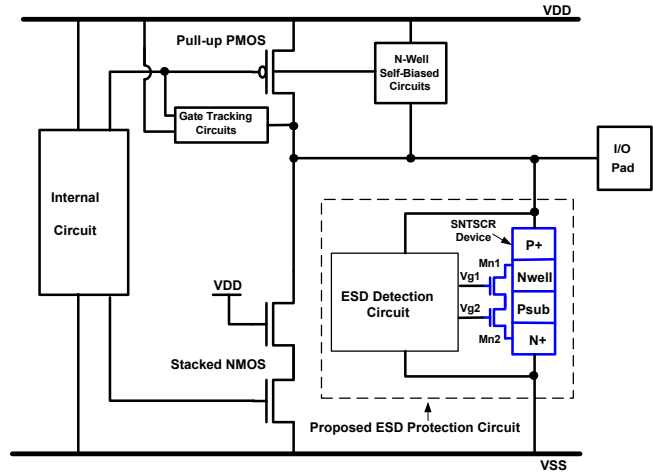 VDD
Pull-up PMOS
N-Well
Self-Biased
Circuits
Gate Tracking
Circuits
I/O
Pad
Internal
Circuit
SNTSCR
Device
P+
Mn1
Nwell
Vg1
VDD
ESD Detection
Circuit
Psub
Vg2
N+
Mn2
Stacked NMOS
Proposed ESD Protection Circuit
VSS